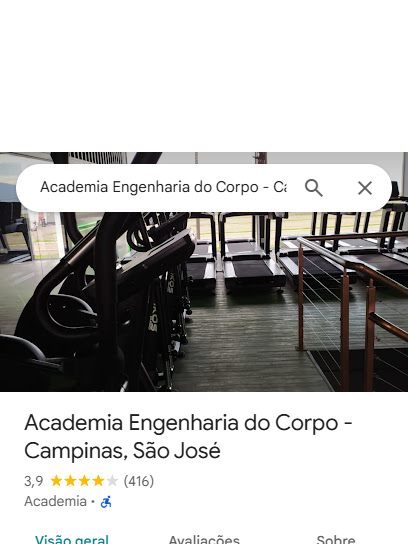 Academia Engenharia do Corpo - Ca
Academia Engenharia do Corpo -
Campinas, São José
3,9 (416)
Academia ·
Visão geral Avaliações Sobre